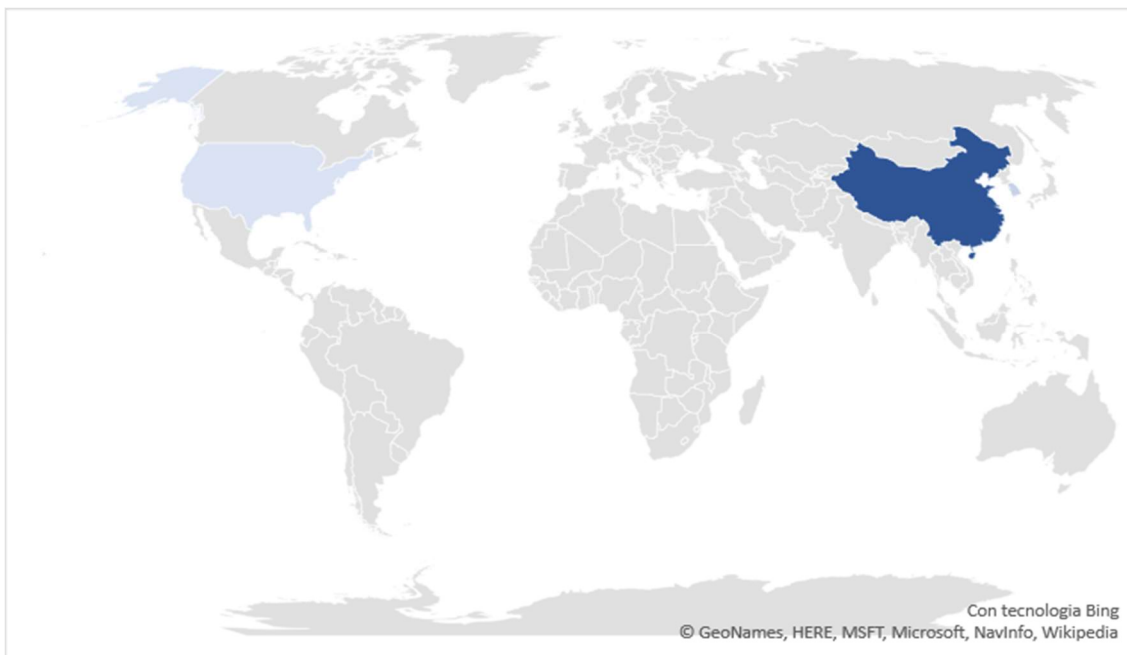 Con tecnologia Bing
© GeoNames, HERE, MSFT, Microsoft, NavInfo, Wikipedia